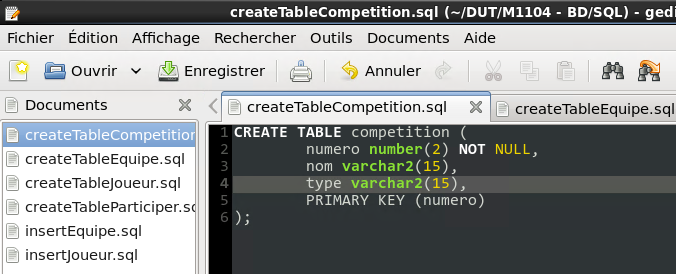 createTableCompetition.sql (~/DUT/M1104 - BD/SQL) - gedi
Fichier Édition Affichage Rechercher Outils Documents Aide
Ouvrir Enregistrer Annuler
Documents
createTableCompetition.sql
createTableEquipe.sql
createTableCompetition
createTableEquipe.sql
createTableJoueur.sql
createTableParticiper.sc
insertEquipe.sql
insertJoueur.sql
1 CREATE TABLE competition (
2 numero number(2) NOT NULL,
3 nom varchar2(15),
4 type varchar2(15),
5 PRIMARY KEY (numero)
6 );